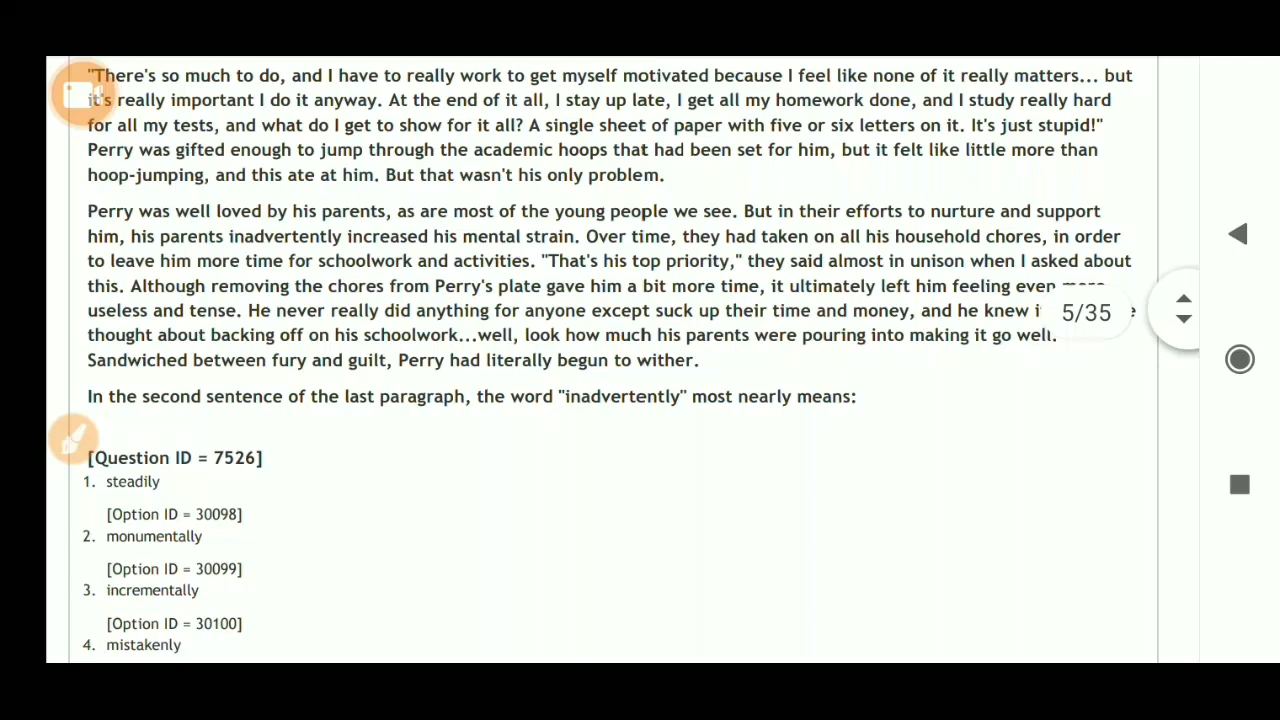 "There's so much to do, and I have to really work to get myself motivated because I feel like none of it really matters... but
it's really important I do it anyway. At the end of it all, I stay up late, I get all my homework done, and I study really hard
for all my tests, and what do I get to show for it all? A single sheet of paper with five or six letters on it. It's just stupid!"
Perry was gifted enough to jump through the academic hoops that had been set for him, but it felt like little more than
hoop-jumping, and this ate at him. But that wasn't his only problem.
Perry was well loved by his parents, as are most of the young people we see. But in their efforts to nurture and support
him, his parents inadvertently increased his mental strain. Over time, they had taken on all his household chores, in order
to leave him more time for schoolwork and activities. "That's his top priority," they said almost in unison when I asked about
this. Although removing the chores from Perry's plate gave him a bit more time, it ultimately left him feeling even more
useless and tense. He never really did anything for anyone except suck up their time and money, and he knew
thought about backing off on his schoolwork...well, look how much his parents were pouring into making it go well.
Sandwiched between fury and guilt, Perry had literally begun to wither.
In the second sentence of the last paragraph, the word "inadvertently" most nearly means:
[Question ID = 7526]
1. steadily
[Option ID = 30098]
2. monumentally
[Option ID = 30099]
3. incrementally
[Option ID = 30100]
4. mistakenly
5/35